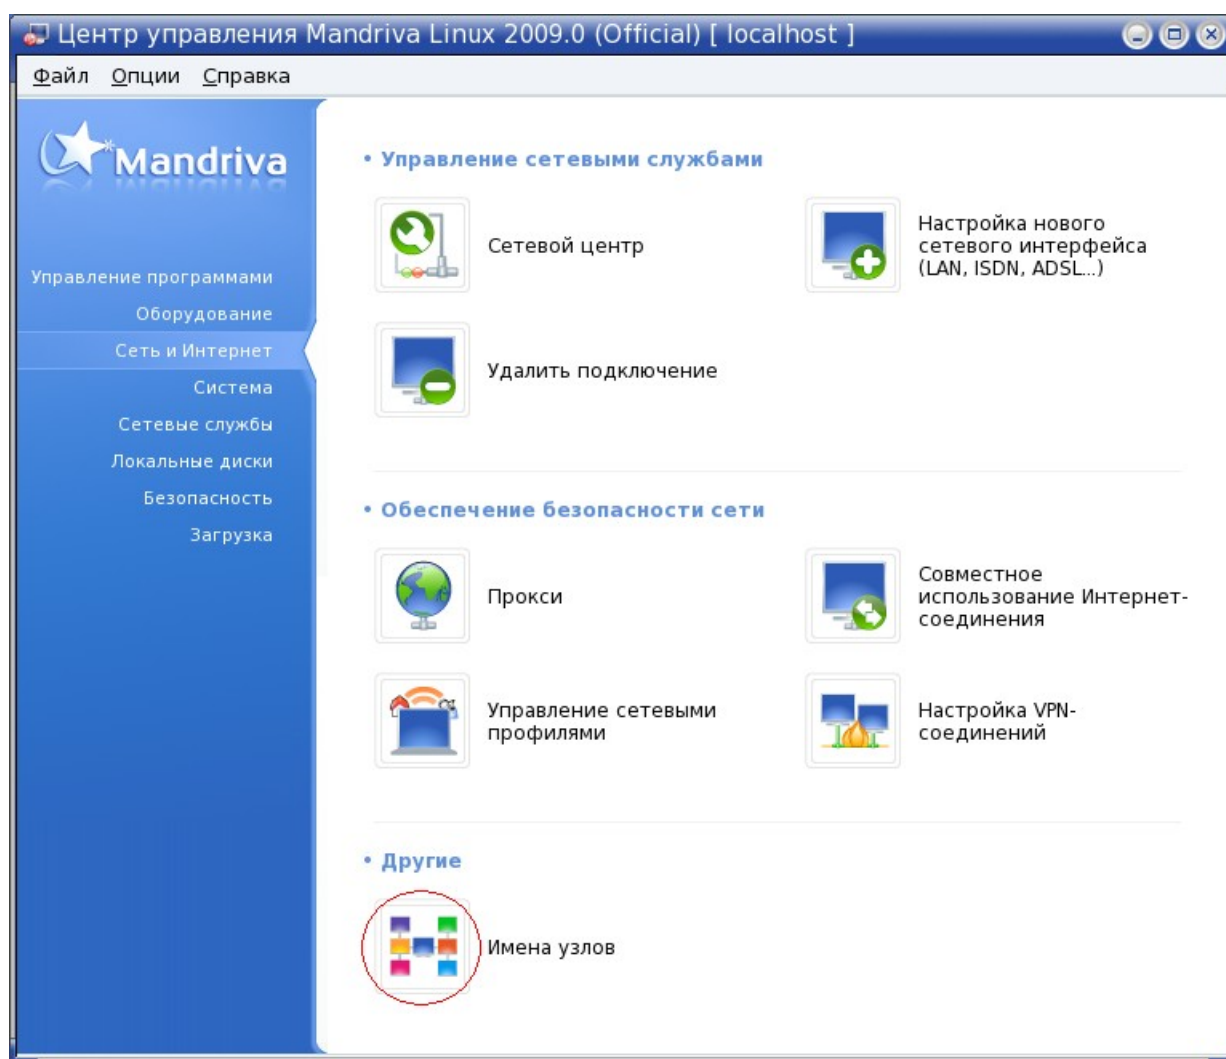 Центр управления Mandriva Linux 2009.0 (Official) [ localhost ]
Файл Опции Справка
Mandriva
Управление программами
Оборудование
Сеть и Интернет
Система
Сетевые службы
Локальные диски
Безопасность
Загрузка
• Управление сетевыми службами
Сетевой центр
Настройка нового
сетевого интерфейса
(LAN, ISDN, ADSL...)
Удалить подключение
• Обеспечение безопасности сети
Прокси
Совместное
использование Интернет-
соединения
Управление сетевыми
профилями
Настройка VPN-
соединений
• Другие
Имена узлов